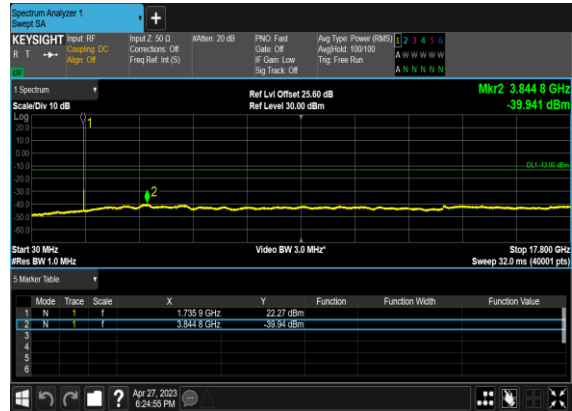 Spectrum Analyzer 1
Swept SA
KEYSIGHT
R T
Input: RF
Coupling: DC
Align: Off
Input Z: 50 Ω
Corrections: Off
Freq Ref: Int (S)
#Atten: 20 dB
PNO: Fast
Gate: Off
IF Gain: Low
Sig Track: Off
Avg Type: Power (RMS)
Avg|Hold: 100/100
Trig: Free Run
1 2 3 4 5 6
A W W W W W
A N N N N N
1 Spectrum
Scale/Div 10 dB
Ref Lvl Offset 25.60 dB
Ref Level 30.00 dBm
Mkr2 3.844 8 GHz
-39.941 dBm
Log
20.0
10.0
0.00
-10.0
-20.0
-30.0
-40.0
-50.0
-60.0
1
2
DL1 -13.00 dBm
Start 30 MHz
#Res BW 1.0 MHz
Video BW 3.0 MHz*
Stop 17.800 GHz
Sweep 32.0 ms (40001 pts)
5 Marker Table
Mode Trace Scale X Y Function Function Width Function Value
1 N 1 f 1.735 9 GHz 22.27 dBm
2 N 1 f 3.844 8 GHz -39.94 dBm
3
4
5
6
Apr 27, 2023
6:24:55 PM